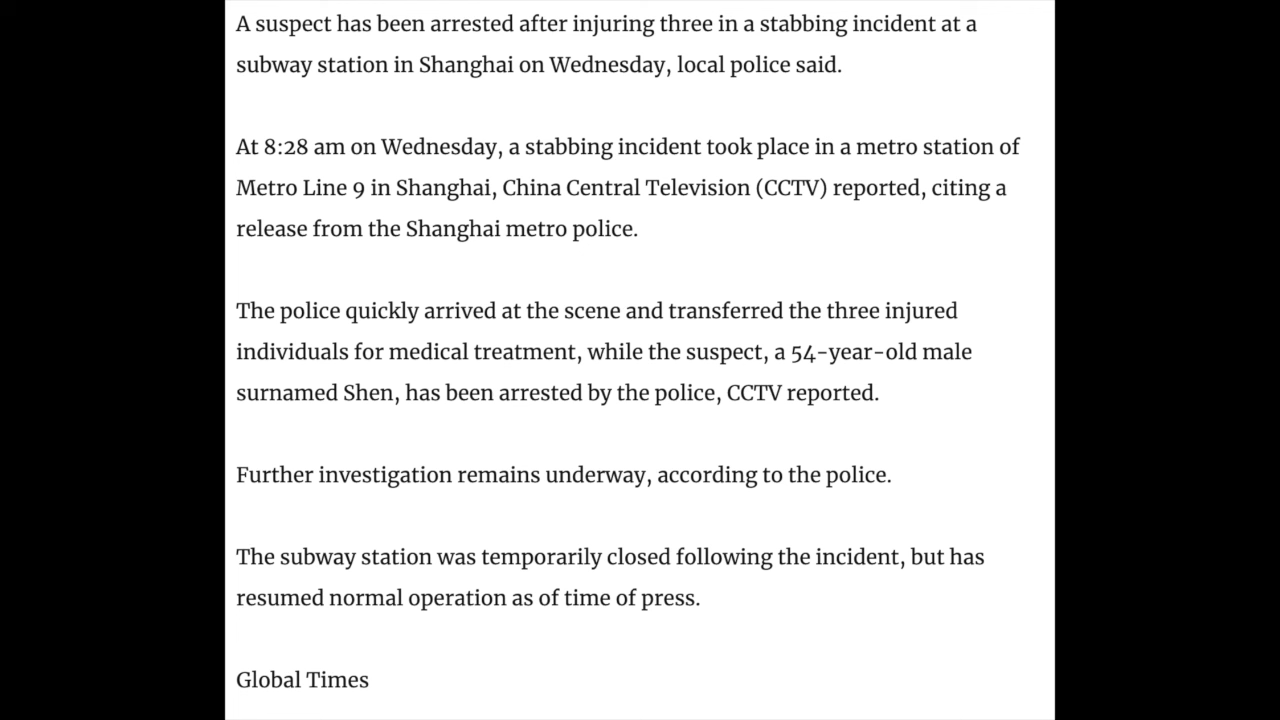 A suspect has been arrested after injuring three in a stabbing incident at a
subway station in Shanghai on Wednesday, local police said.
At 8:28 am on Wednesday, a stabbing incident took place in a metro station of
Metro Line 9 in Shanghai, China Central Television (CCTV) reported, citing a
release from the Shanghai metro police.
The police quickly arrived at the scene and transferred the three injured
individuals for medical treatment, while the suspect, a 54-year-old male
surnamed Shen, has been arrested by the police, CCTV reported.
Further investigation remains underway, according to the police.
The subway station was temporarily closed following the incident, but has
resumed normal operation as of time of press.
Global Times